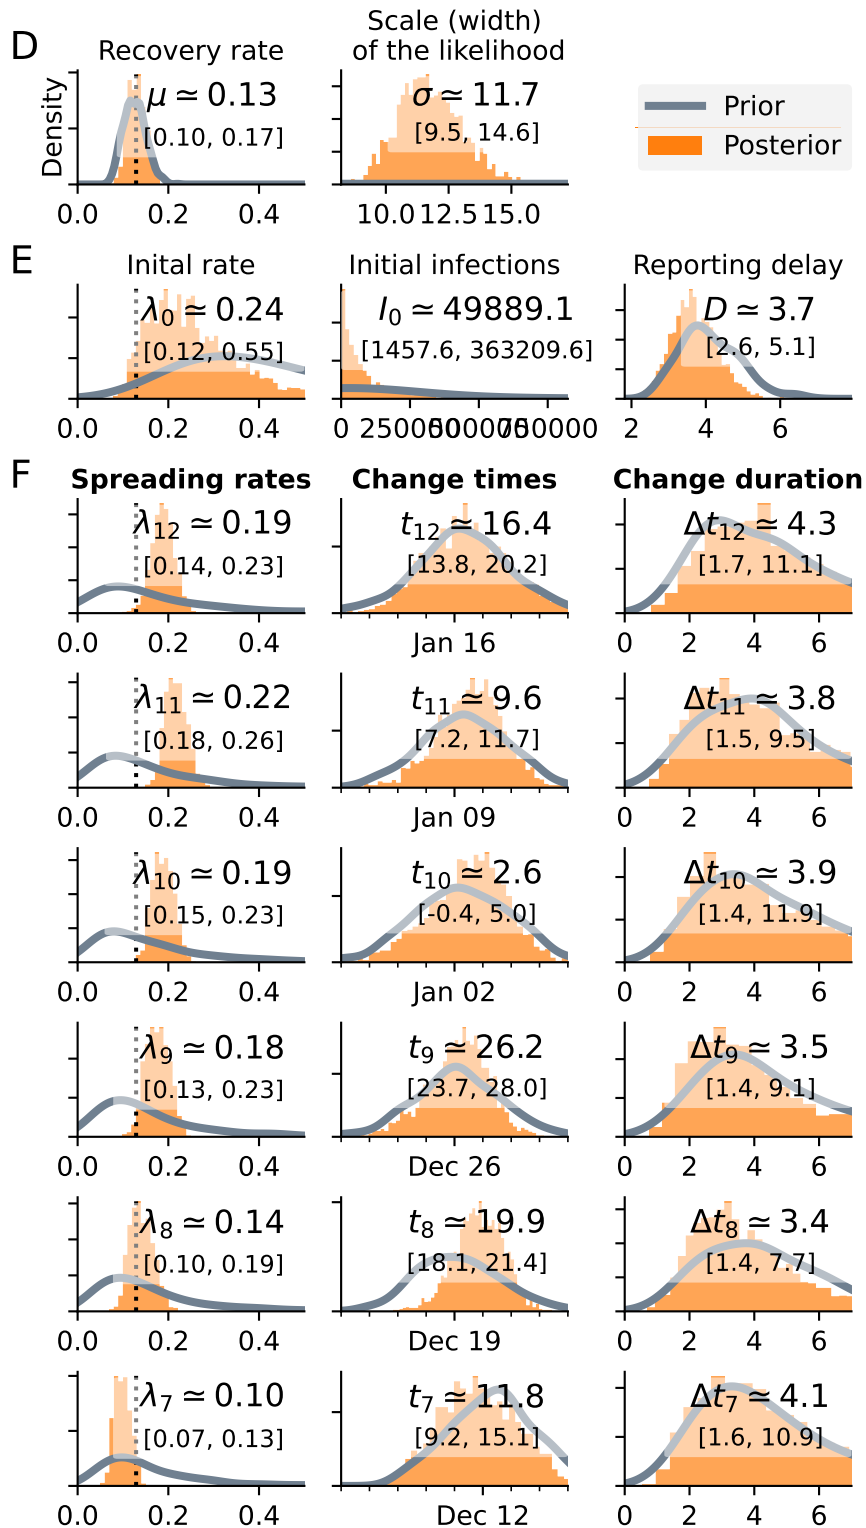 D
Recovery rate
Scale (width)
of the likelihood
Density
μ ≃ 0.13
[0.10, 0.17]
σ ≃ 11.7
[9.5, 14.6]
Prior
Posterior
0.0 0.2 0.4
10.0 12.5 15.0
E
Inital rate
Initial infections
Reporting delay
λ₀ ≃ 0.24
[0.12, 0.55]
I₀ ≃ 49889.1
[1457.6, 363209.6]
D ≃ 3.7
[2.6, 5.1]
0.0 0.2 0.4
0 250000 500000 750000
2 4 6
F
Spreading rates
Change times
Change duration
λ₁₂ ≃ 0.19
[0.14, 0.23]
t₁₂ ≃ 16.4
[13.8, 20.2]
Δt₁₂ ≃ 4.3
[1.7, 11.1]
0.0 0.2 0.4
Jan 16
0 2 4 6
λ₁₁ ≃ 0.22
[0.18, 0.26]
t₁₁ ≃ 9.6
[7.2, 11.7]
Δt₁₁ ≃ 3.8
[1.5, 9.5]
0.0 0.2 0.4
Jan 09
0 2 4 6
λ₁₀ ≃ 0.19
[0.15, 0.23]
t₁₀ ≃ 2.6
[-0.4, 5.0]
Δt₁₀ ≃ 3.9
[1.4, 11.9]
0.0 0.2 0.4
Jan 02
0 2 4 6
λ₉ ≃ 0.18
[0.13, 0.23]
t₉ ≃ 26.2
[23.7, 28.0]
Δt₉ ≃ 3.5
[1.4, 9.1]
0.0 0.2 0.4
Dec 26
0 2 4 6
λ₈ ≃ 0.14
[0.10, 0.19]
t₈ ≃ 19.9
[18.1, 21.4]
Δt₈ ≃ 3.4
[1.4, 7.7]
0.0 0.2 0.4
Dec 19
0 2 4 6
λ₇ ≃ 0.10
[0.07, 0.13]
t₇ ≃ 11.8
[9.2, 15.1]
Δt₇ ≃ 4.1
[1.6, 10.9]
0.0 0.2 0.4
Dec 12
0 2 4 6